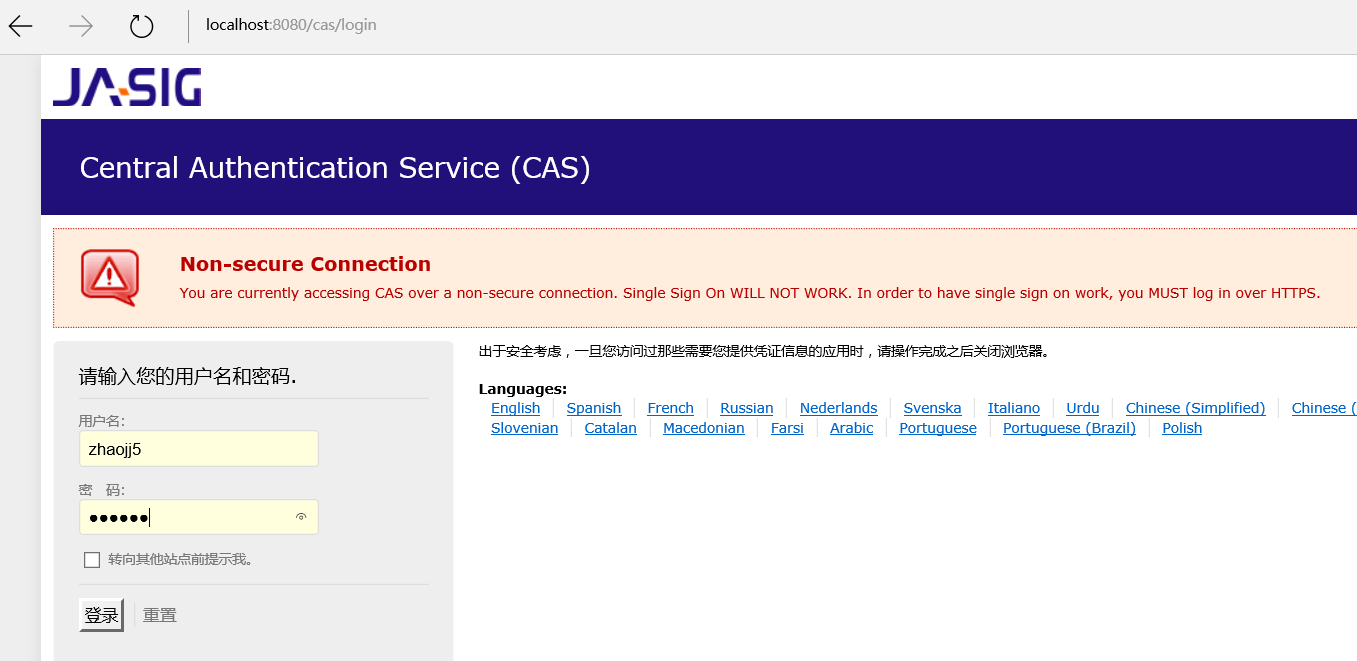 localhost:8080/cas/login
JA-SIG
Central Authentication Service (CAS)
Non-secure Connection
You are currently accessing CAS over a non-secure connection. Single Sign On WILL NOT WORK. In order to have single sign on work, you MUST log in over HTTPS.
出于安全考虑，一旦您访问过那些需要您提供凭证信息的应用时，请操作完成之后关闭浏览器。
请输入您的用户名和密码.
用户名:
zhaojj5
密 码:
●●●●●●
转向其他站点前提示我。
登录 重置
Languages:
English Spanish French Russian Nederlands Svenska Italiano Urdu Chinese (Simplified) Chinese (
Slovenian Catalan Macedonian Farsi Arabic Portuguese Portuguese (Brazil) Polish